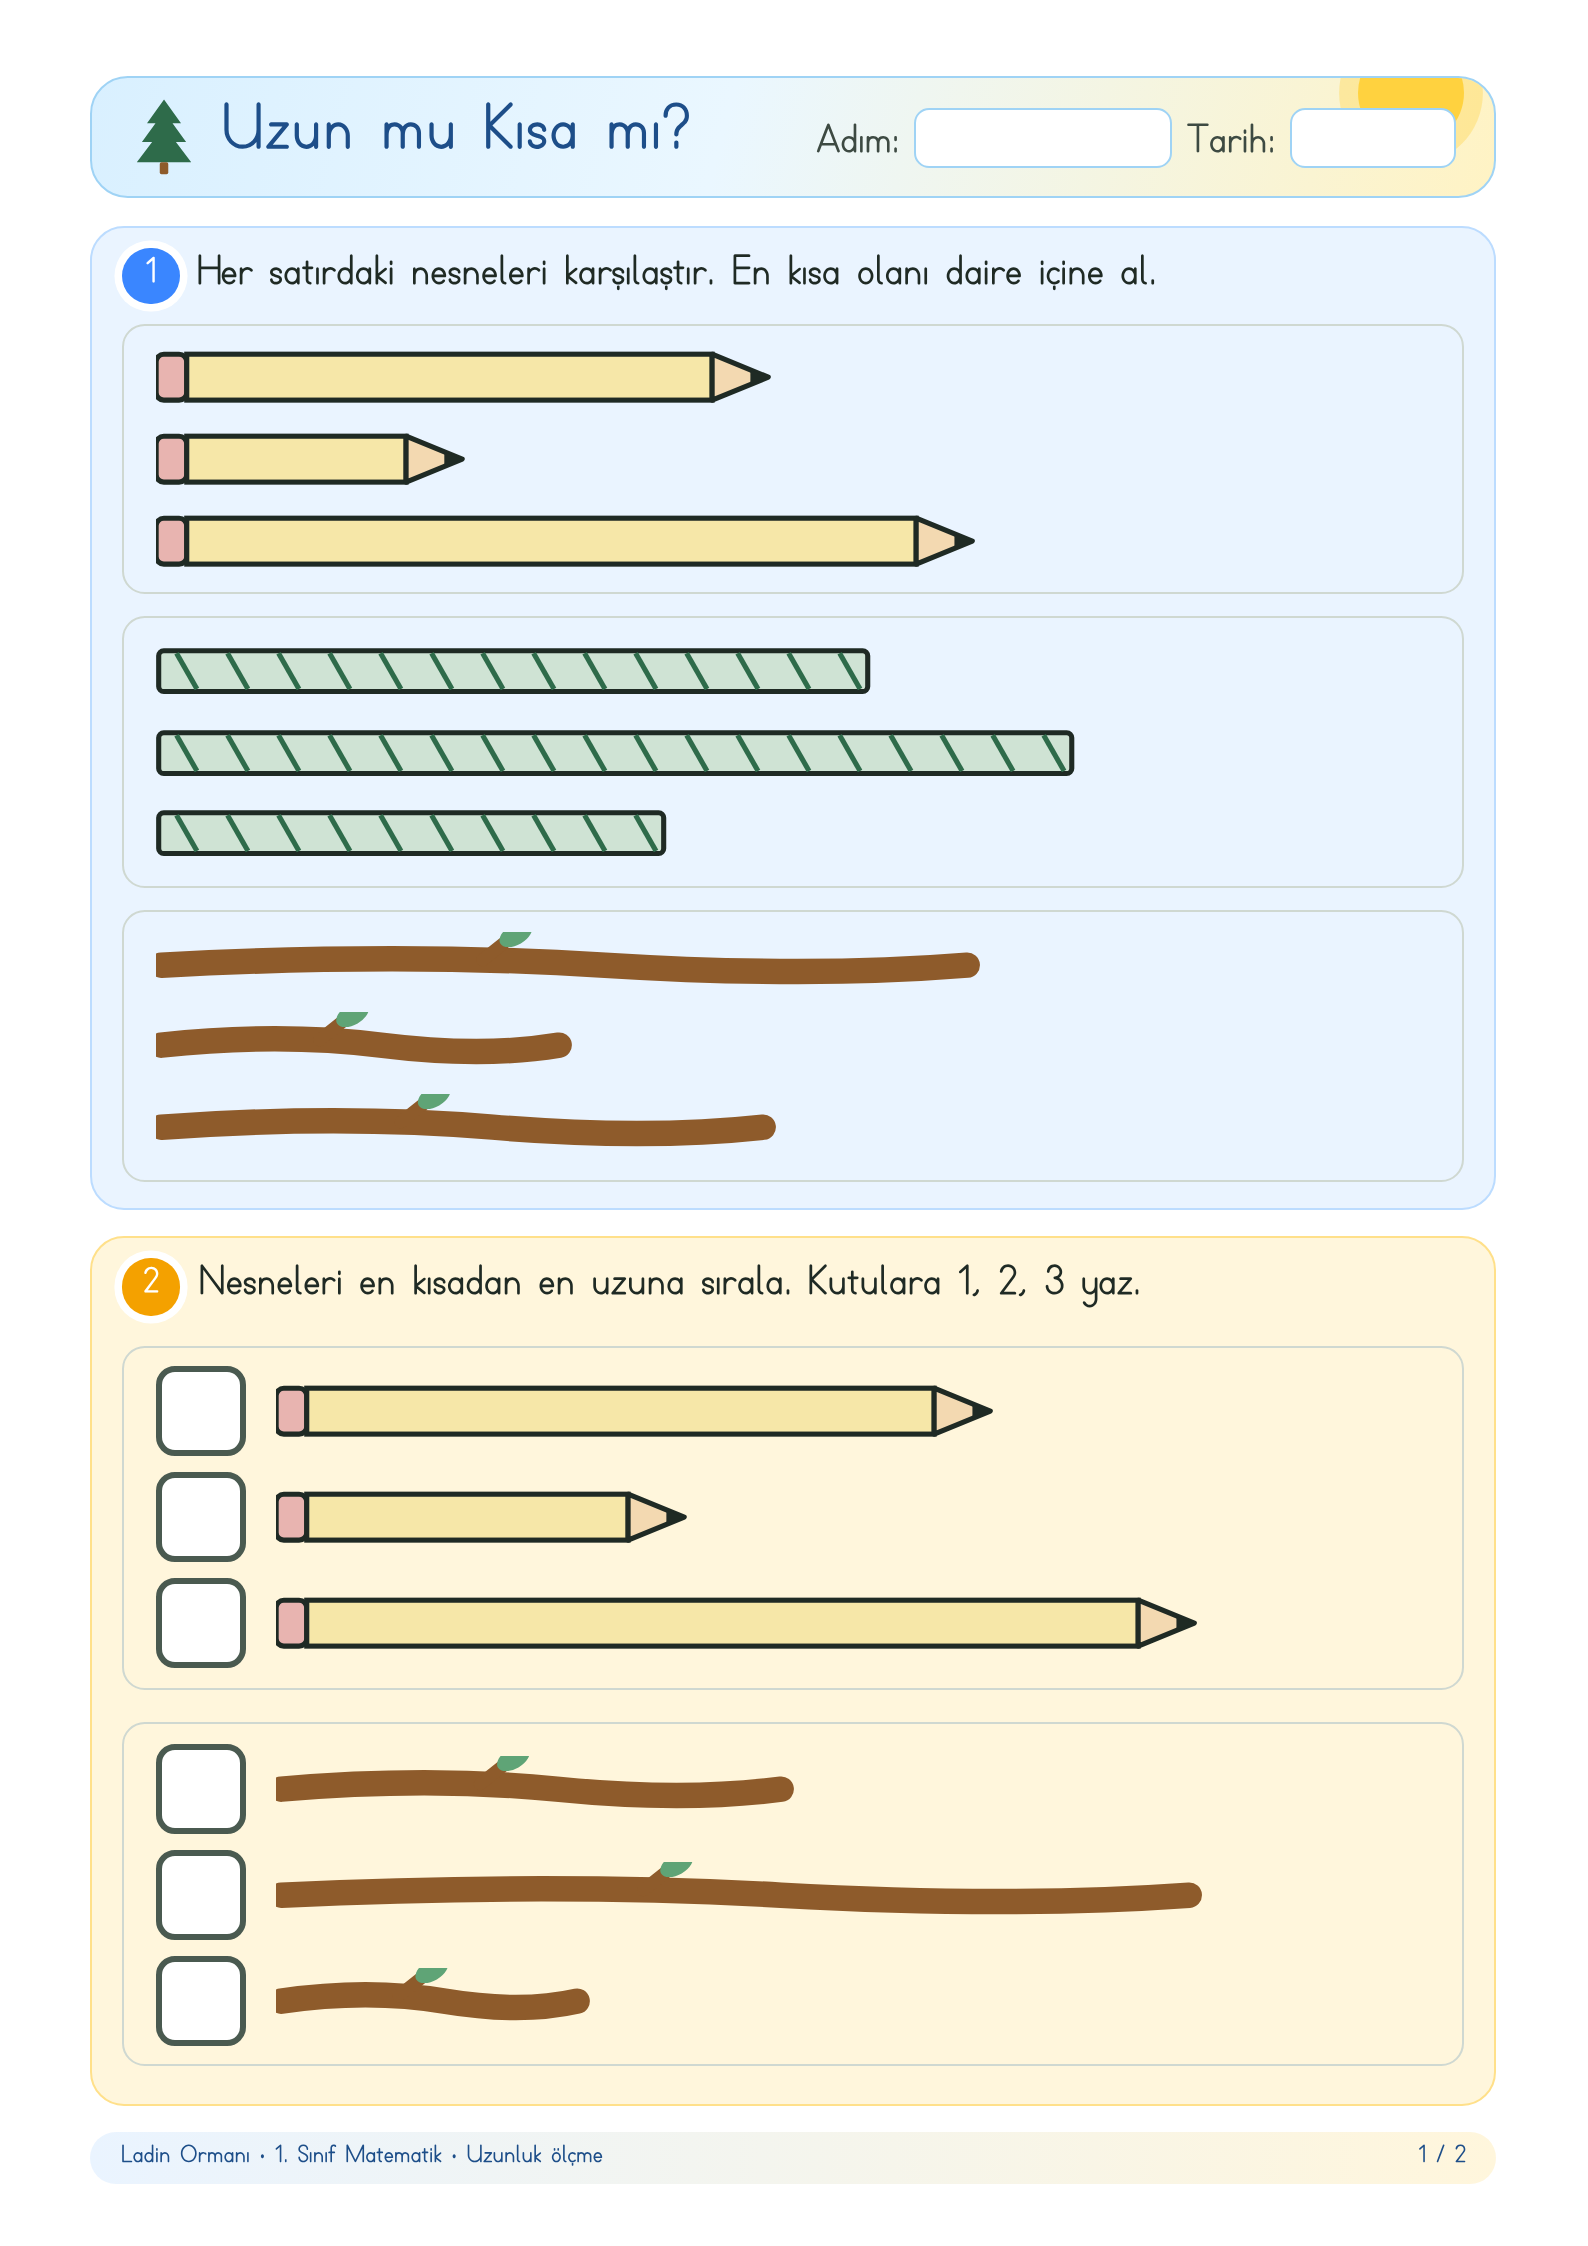 Uzun mu Kısa mı?
Adım:
Tarih:
1 Her satırdaki nesneleri karşılaştır. En kısa olanı daire içine al.
2 Nesneleri en kısadan en uzuna sırala. Kutulara 1, 2, 3 yaz.
Ladin Ormanı • 1. Sınıf Matematik • Uzunluk ölçme
1 / 2